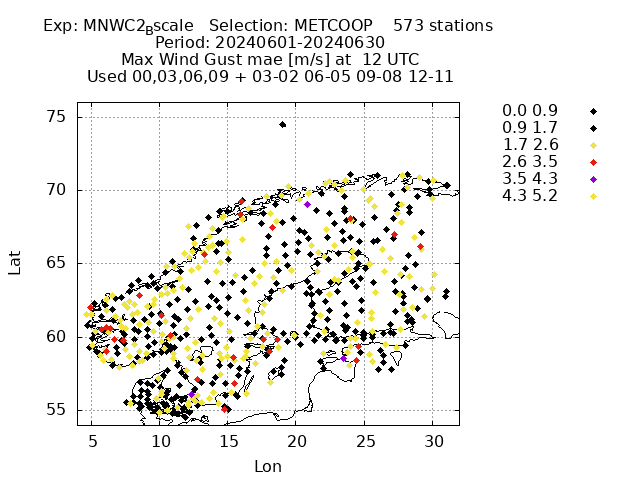 Exp: MNWC2_Bscale   Selection: METCOOP    573 stations
Period: 20240601-20240630
Max Wind Gust mae [m/s] at  12 UTC
Used 00,03,06,09 + 03-02 06-05 09-08 12-11
0.0 0.9
0.9 1.7
1.7 2.6
2.6 3.5
3.5 4.3
4.3 5.2
75
70
65
60
55
Lat
5 10 15 20 25 30
Lon